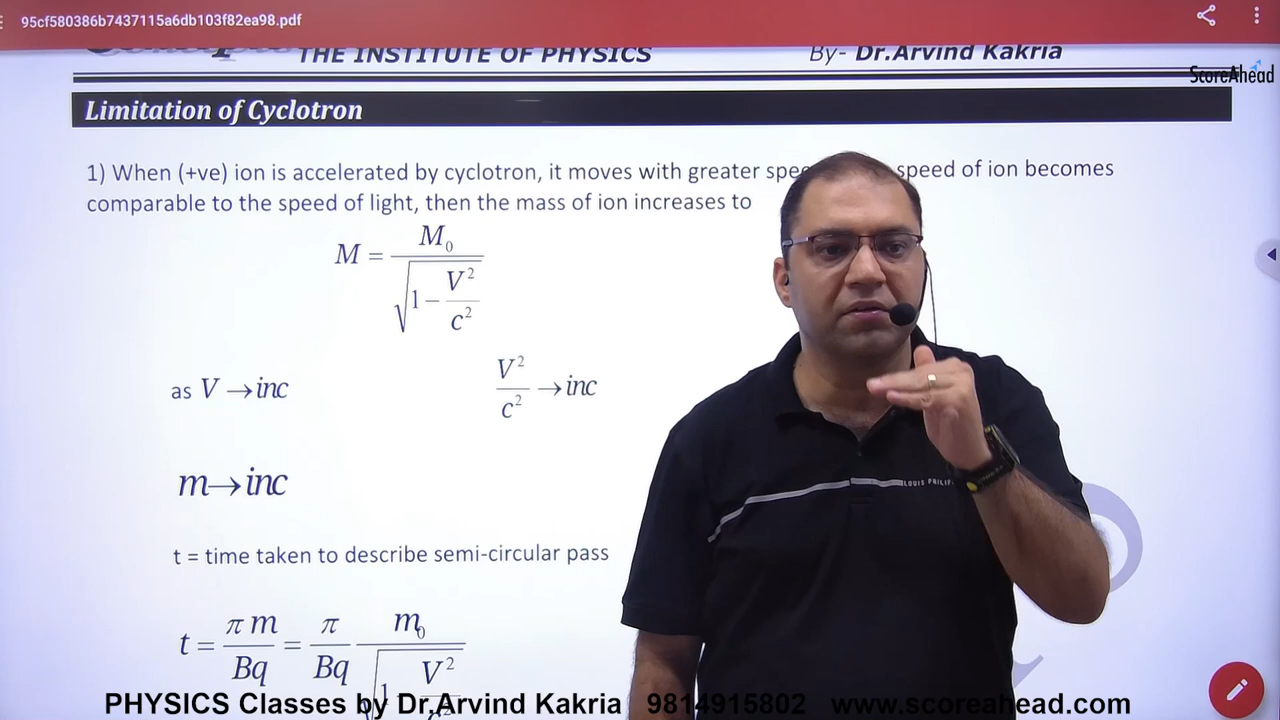 95cf580386b7437115a6db103f82ea98.pdf
THE INSTITUTE OF PHYSICS By- Dr.Arvind Kakria
ScoreAhead
Limitation of Cyclotron
1) When (+ve) ion is accelerated by cyclotron, it moves with greater speed of ion becomes
comparable to the speed of light, then the mass of ion increases to
M = M₀ / √(1 − V²/c²)
as V → inc V²/c² → inc
m → inc
t = time taken to describe semi-circular pass
t = π m / Bq = π / Bq m₀ / √(1 V²
LOUIS PHILIP
PHYSICS Classes by Dr.Arvind Kakria 9814915802 www.scoreahead.com